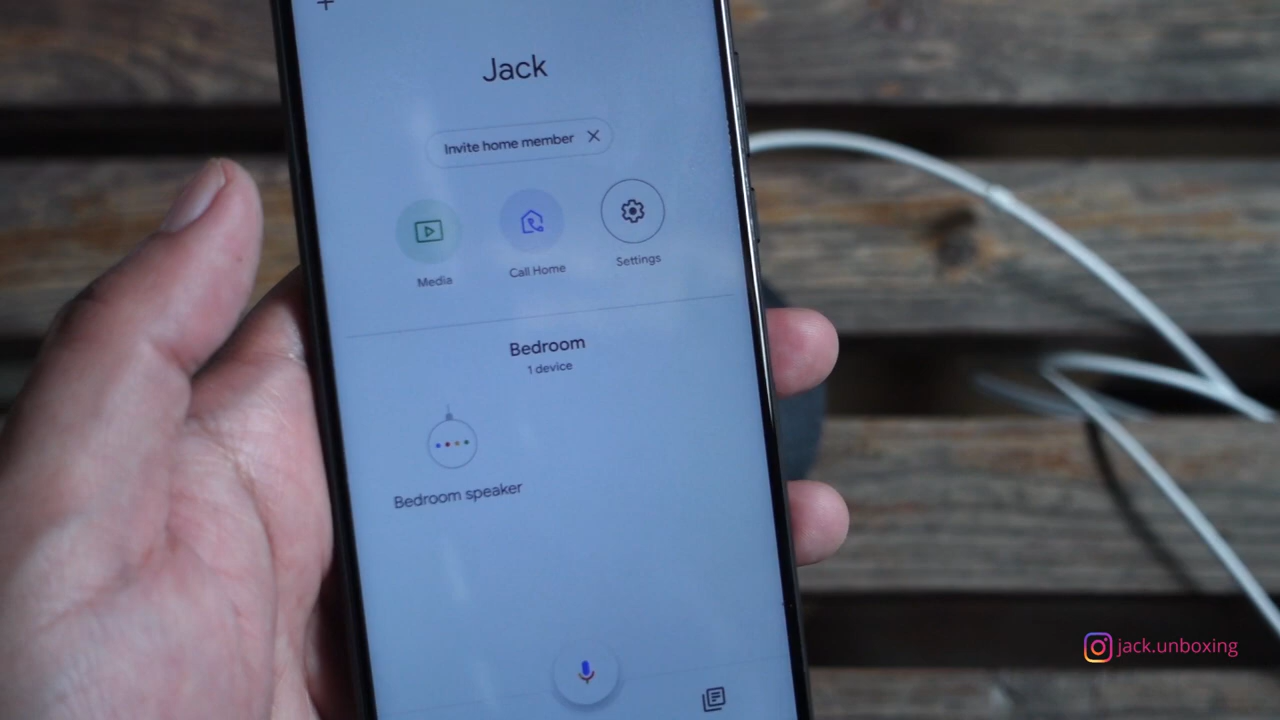 Jack
Invite home member
Media
Call Home
Settings
Bedroom
1 device
Bedroom speaker
jack.unboxing